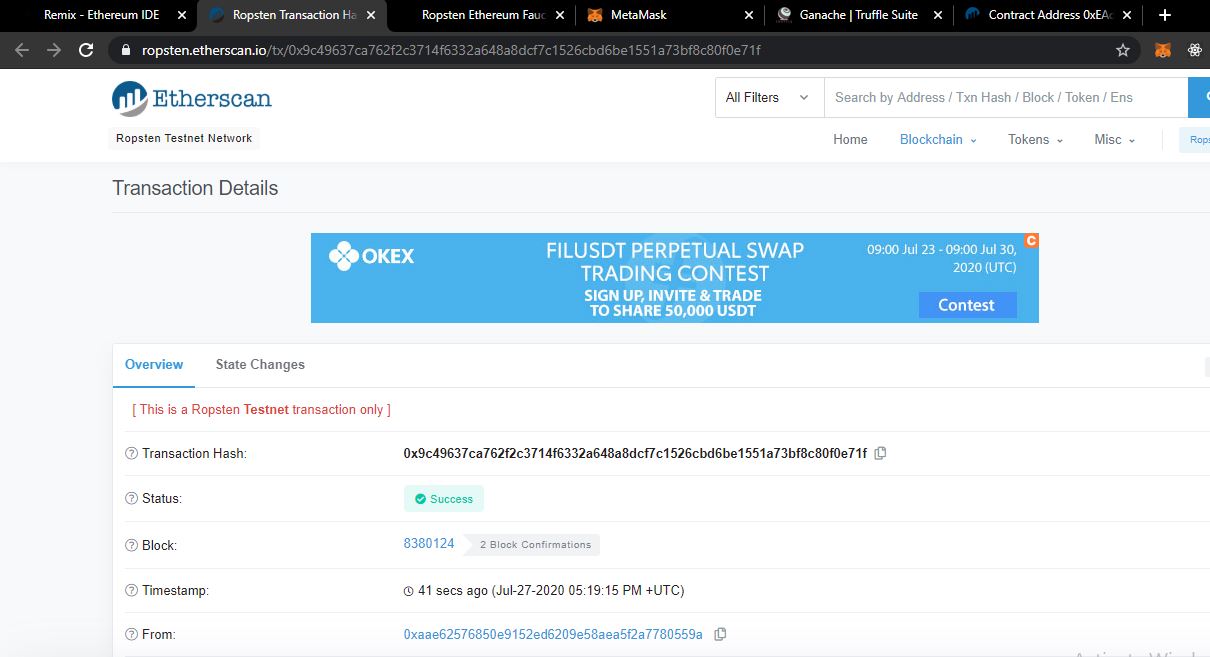 Remix - Ethereum IDE
Ropsten Transaction Ha
Ropsten Ethereum Fauc
MetaMask
Ganache | Truffle Suite
Contract Address 0xEAc
ropsten.etherscan.io/tx/0x9c49637ca762f2c3714f6332a648a8dcf7c1526cbd6be1551a73bf8c80f0e71f
Etherscan
All Filters
Search by Address / Txn Hash / Block / Token / Ens
Ropsten Testnet Network
Home Blockchain Tokens Misc
Rops
Transaction Details
OKEX
FILUSDT PERPETUAL SWAP
TRADING CONTEST
SIGN UP, INVITE & TRADE
TO SHARE 50,000 USDT
09:00 Jul 23 - 09:00 Jul 30,
2020 (UTC)
Contest
C
Overview State Changes
[ This is a Ropsten Testnet transaction only ]
Transaction Hash: 0x9c49637ca762f2c3714f6332a648a8dcf7c1526cbd6be1551a73bf8c80f0e71f
Status: Success
Block: 8380124 2 Block Confirmations
Timestamp: 41 secs ago (Jul-27-2020 05:19:15 PM +UTC)
From: 0xaae62576850e9152ed6209e58aea5f2a7780559a